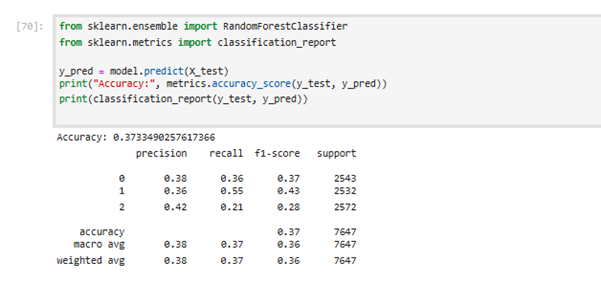 [70]: from sklearn.ensemble import RandomForestClassifier
from sklearn.metrics import classification_report
y_pred = model.predict(X_test)
print("Accuracy:", metrics.accuracy_score(y_test, y_pred))
print(classification_report(y_test, y_pred))
Accuracy: 0.3733490257617366
precision recall f1-score support
0 0.38 0.36 0.37 2543
1 0.36 0.55 0.43 2532
2 0.42 0.21 0.28 2572
accuracy 0.37 7647
macro avg 0.38 0.37 0.36 7647
weighted avg 0.38 0.37 0.36 7647